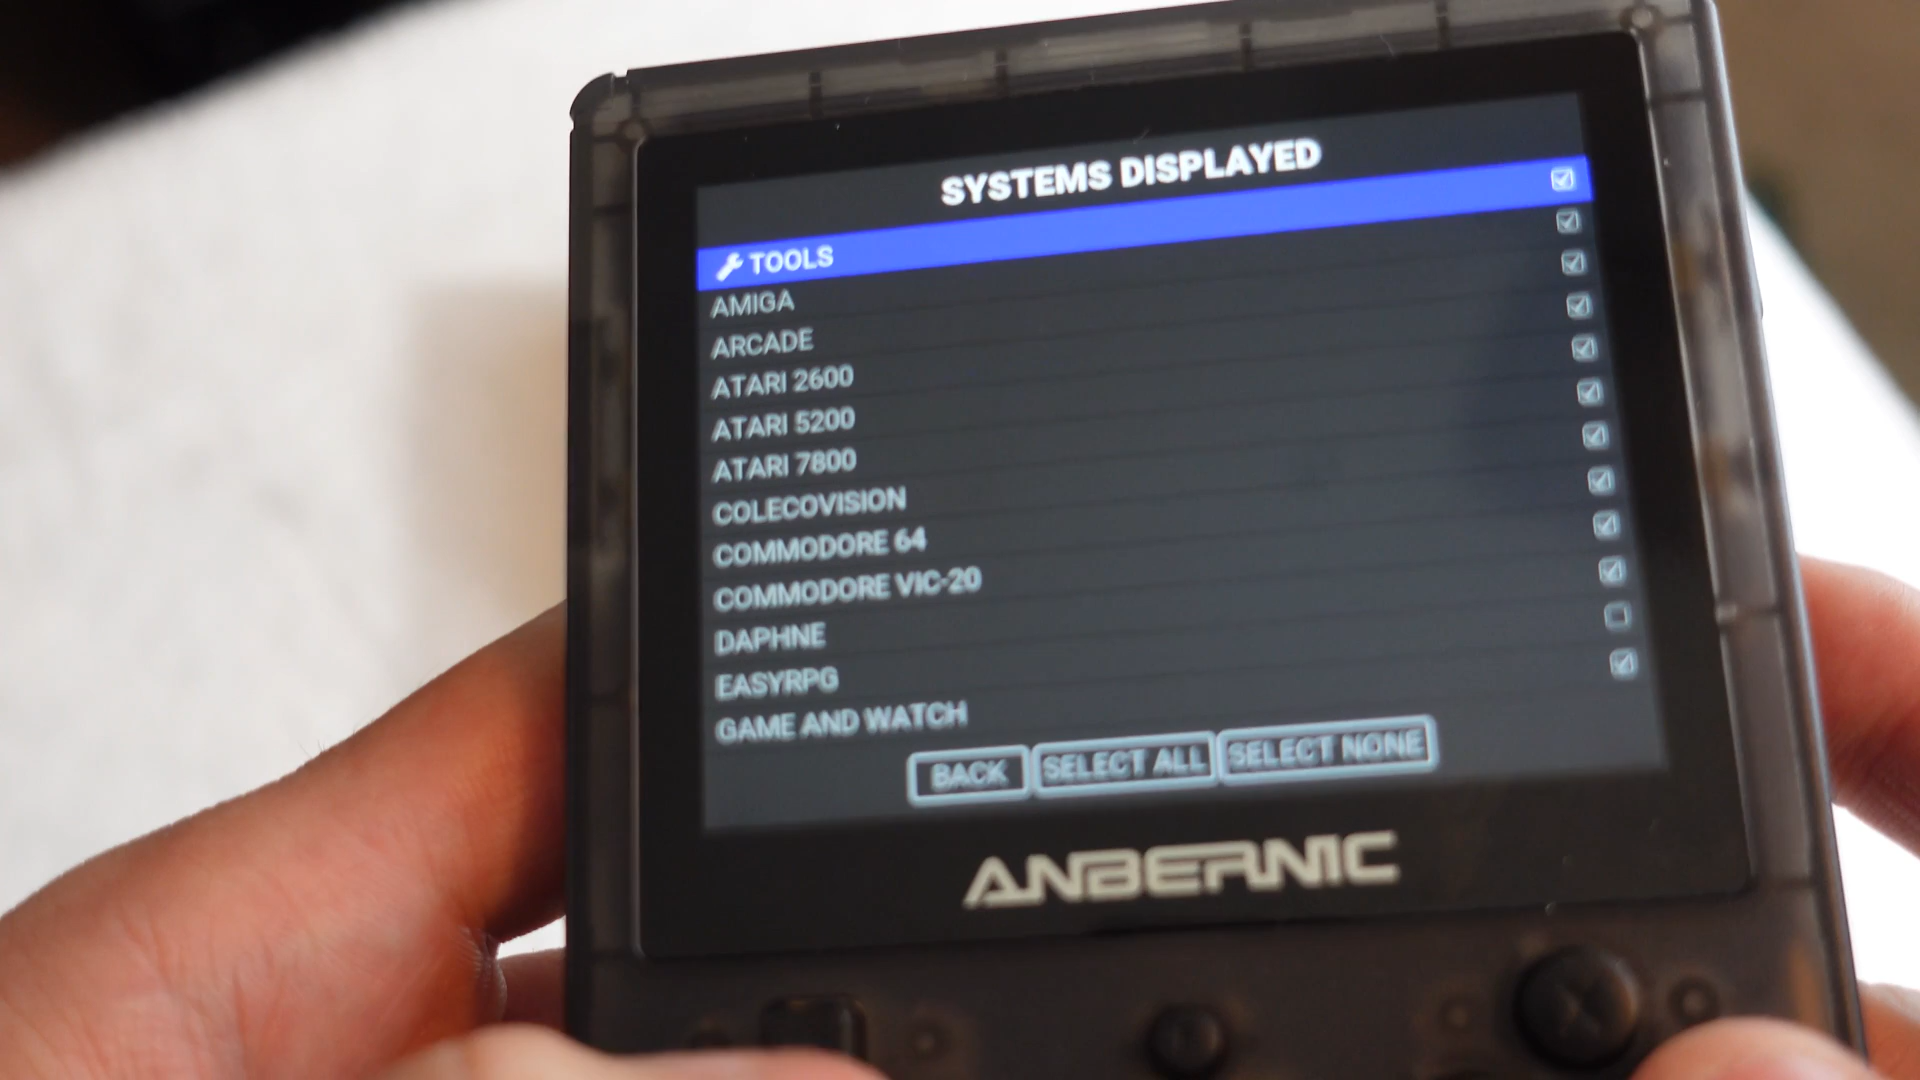 SYSTEMS DISPLAYED
TOOLS
AMIGA
ARCADE
ATARI 2600
ATARI 5200
ATARI 7800
COLECOVISION
COMMODORE 64
COMMODORE VIC-20
DAPHNE
EASYRPG
GAME AND WATCH
BACK SELECT ALL SELECT NONE
ANBERNIC